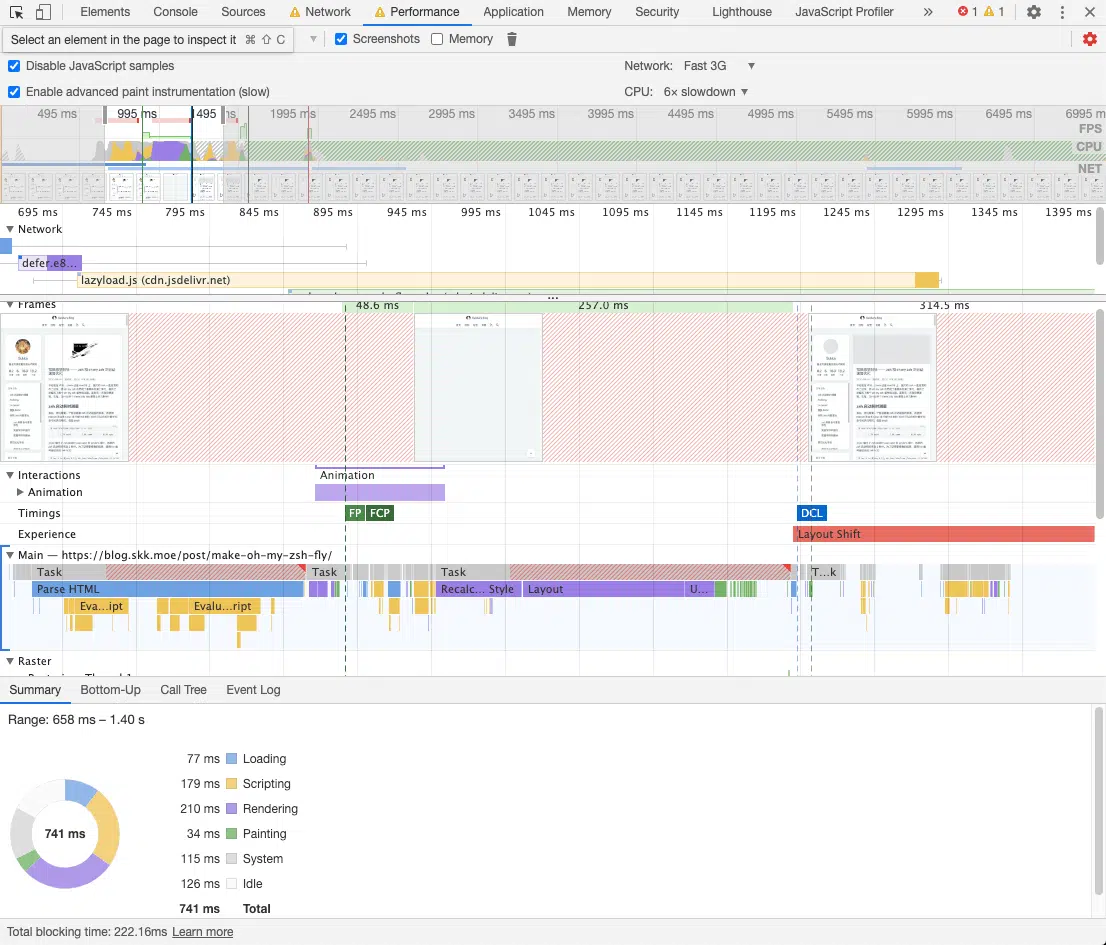 Elements Console Sources Network Performance Application Memory Security Lighthouse JavaScript Profiler » 1 1
Select an element in the page to inspect it ⌘ ⇧ C Screenshots Memory
Disable JavaScript samples Network: Fast 3G
Enable advanced paint instrumentation (slow) CPU: 6× slowdown
495 ms 995 ms 1495 ms 1995 ms 2495 ms 2995 ms 3495 ms 3995 ms 4495 ms 4995 ms 5495 ms 5995 ms 6495 ms 6995 m
FPS
CPU
NET
695 ms 745 ms 795 ms 845 ms 895 ms 945 ms 995 ms 1045 ms 1095 ms 1145 ms 1195 ms 1245 ms 1295 ms 1345 ms 1395 ms
Network
defer.e8...
lazyload.js (cdn.jsdelivr.net)
Frames 48.6 ms 257.0 ms 314.5 ms
Interactions Animation
Animation
Timings FP FCP DCL
Experience Layout Shift
Main — https://blog.skk.moe/post/make-oh-my-zsh-fly/
Task Task Task T...k
Parse HTML Recalc... Style Layout U...
Eva...ipt Evalu...ript
Raster
Summary Bottom-Up Call Tree Event Log
Range: 658 ms – 1.40 s
77 ms Loading
179 ms Scripting
210 ms Rendering
741 ms 34 ms Painting
115 ms System
126 ms Idle
741 ms Total
Total blocking time: 222.16ms Learn more